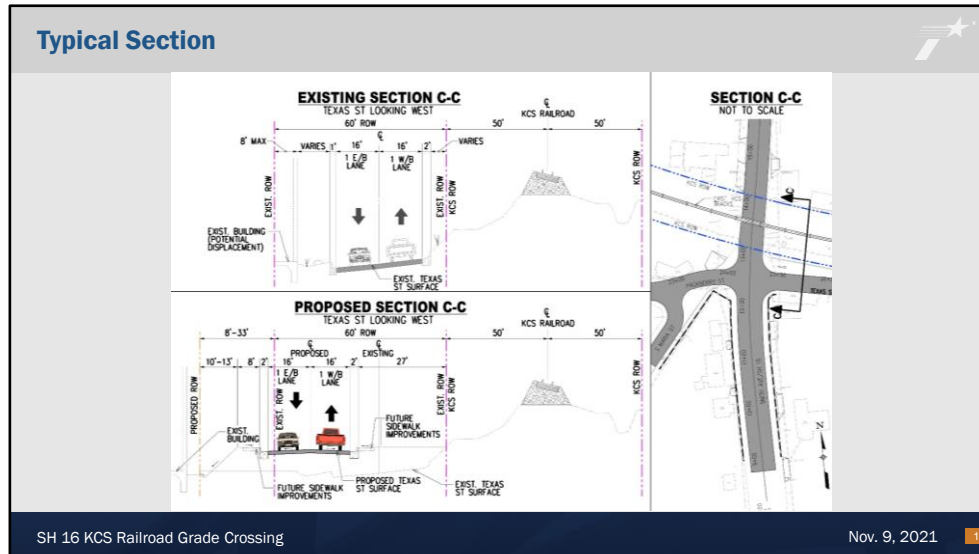 Typical Section
EXISTING SECTION C-C
TEXAS ST LOOKING WEST
60' ROW
50'
KCS RAILROAD
50'
8' MAX
VARIES
1'
16'
16'
2'
VARIES
1 E/B
LANE
1 W/B
LANE
EXIST. ROW
EXIST. ROW
KCS ROW
KCS ROW
EXIST. BUILDING
(POTENTIAL
DISPLACEMENT)
EXIST. TEXAS
ST SURFACE
PROPOSED SECTION C-C
TEXAS ST LOOKING WEST
8'-33'
60' ROW
50'
KCS RAILROAD
50'
PROPOSED
EXISTING
10'-13'
8'
2'
16'
16'
2'
27'
1 E/B
LANE
1 W/B
LANE
PROPOSED ROW
EXIST. ROW
EXIST. ROW
KCS ROW
KCS ROW
EXIST.
BUILDING
FUTURE
SIDEWALK
IMPROVEMENTS
FUTURE SIDEWALK
IMPROVEMENTS
PROPOSED TEXAS
ST SURFACE
EXIST. TEXAS
ST SURFACE
SECTION C-C
NOT TO SCALE
KCS ROW
KCS ROW
C
C
TEXAS S
N
SH 16 KCS Railroad Grade Crossing
Nov. 9, 2021